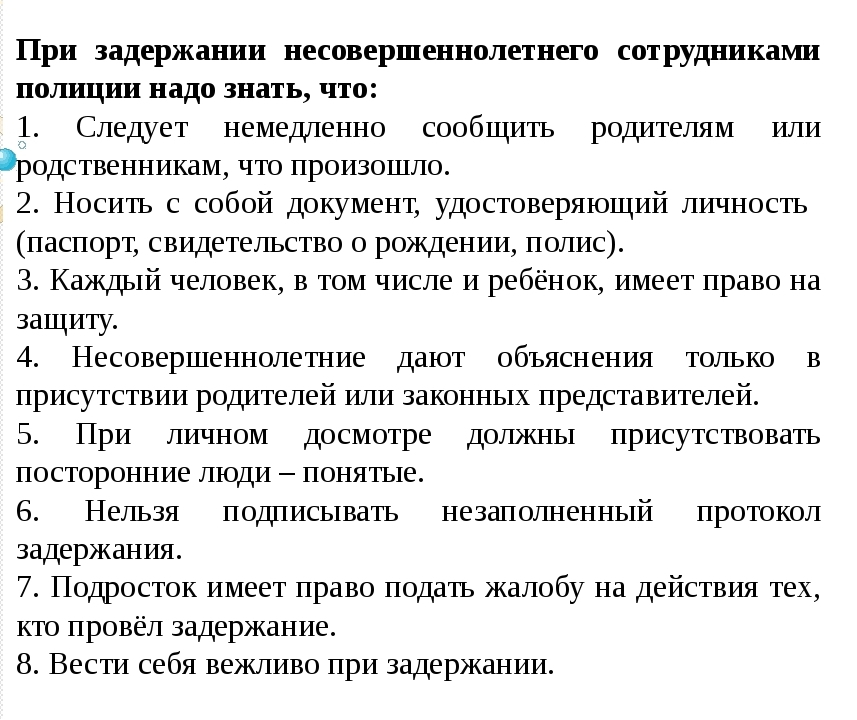 При задержании несовершеннолетнего сотрудниками
полиции надо знать, что:
1. Следует немедленно сообщить родителям или
родственникам, что произошло.
2. Носить с собой документ, удостоверяющий личность
(паспорт, свидетельство о рождении, полис).
3. Каждый человек, в том числе и ребёнок, имеет право на
защиту.
4. Несовершеннолетние дают объяснения только в
присутствии родителей или законных представителей.
5. При личном досмотре должны присутствовать
посторонние люди – понятые.
6. Нельзя подписывать незаполненный протокол
задержания.
7. Подросток имеет право подать жалобу на действия тех,
кто провёл задержание.
8. Вести себя вежливо при задержании.